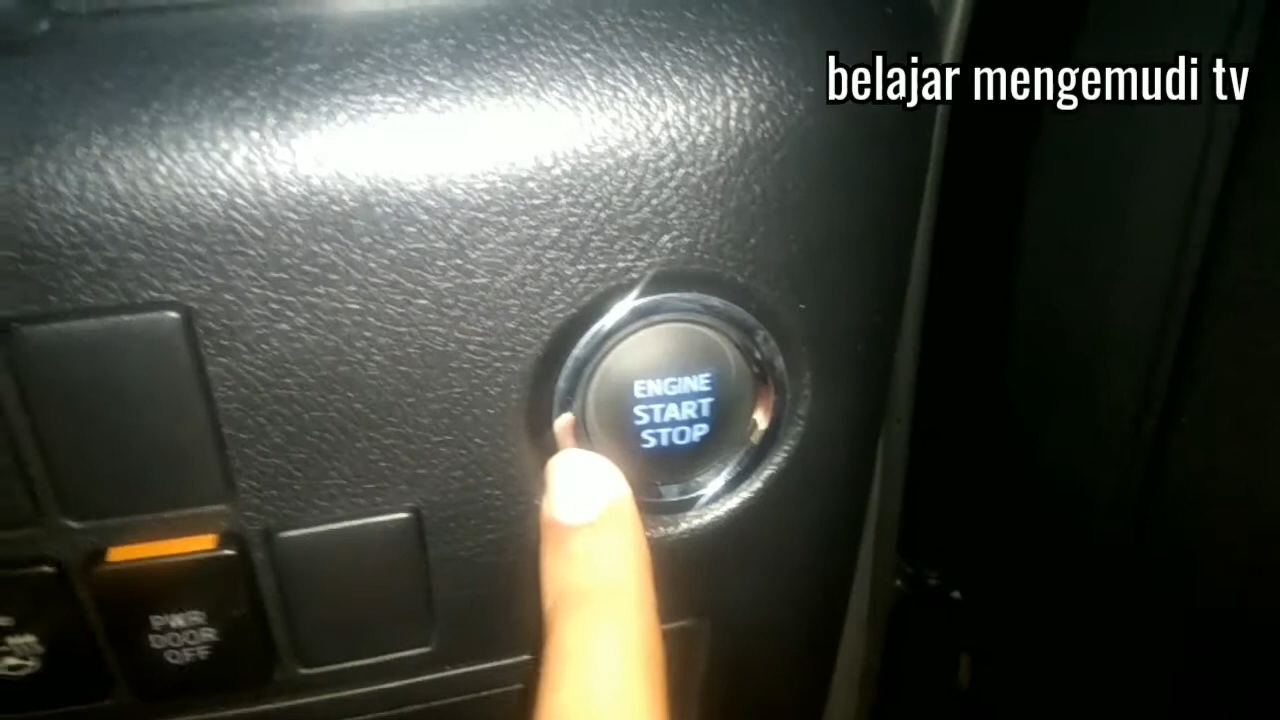 belajar mengemudi tv
ENGINE
START
STOP
PWR
DOOR
OFF